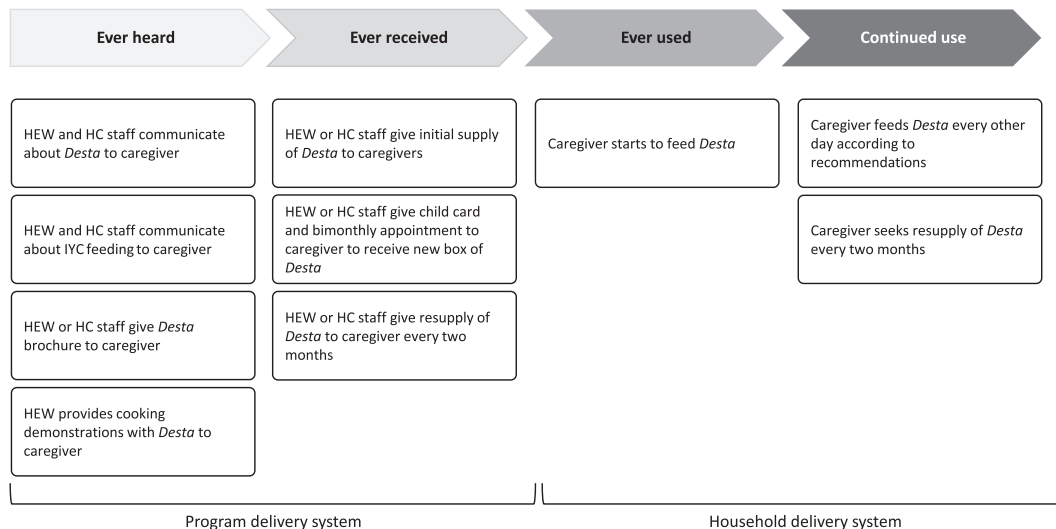 Ever heard
Ever received
Ever used
Continued use
HEW and HC staff communicate
about Desta to caregiver
HEW and HC staff communicate
about IYC feeding to caregiver
HEW or HC staff give Desta
brochure to caregiver
HEW provides cooking
demonstrations with Desta to
caregiver
HEW or HC staff give initial supply
of Desta to caregivers
HEW or HC staff give child card
and bimonthly appointment to
caregiver to receive new box of
Desta
HEW or HC staff give resupply of
Desta to caregiver every two
months
Caregiver starts to feed Desta
Caregiver feeds Desta every other
day according to
recommendations
Caregiver seeks resupply of Desta
every two months
Program delivery system
Household delivery system